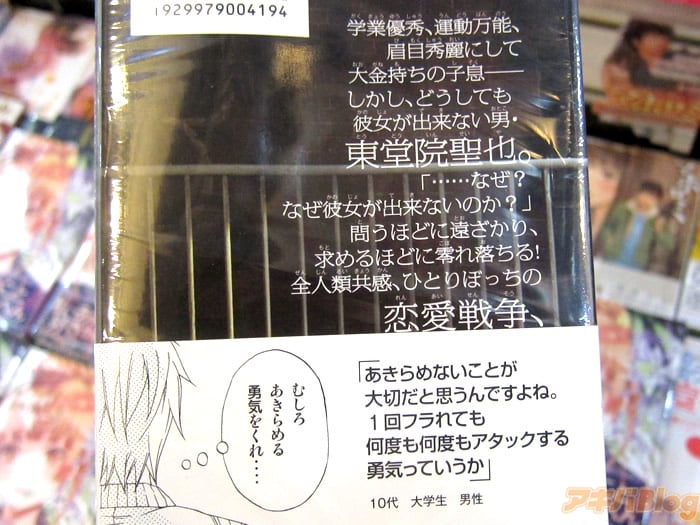 1929979004194
学業優秀、運動万能、
眉目秀麗にして
大金持ちの子息──
しかし、どうしても
彼女が出来ない男・
東堂院聖也。
「……なぜ？
なぜ彼女が出来ないのか？」
問うほどに遠ざかり、
求めるほどに零れ落ちる!
全人類共感、ひとりぼっちの
恋愛戦争、
むしろ
あきらめる
勇気をくれ‥‥
「あきらめないことが
大切だと思うんですよね。
1回フラれても
何度も何度もアタックする
勇気っていうか」
10代 大学生 男性
アキバBlog